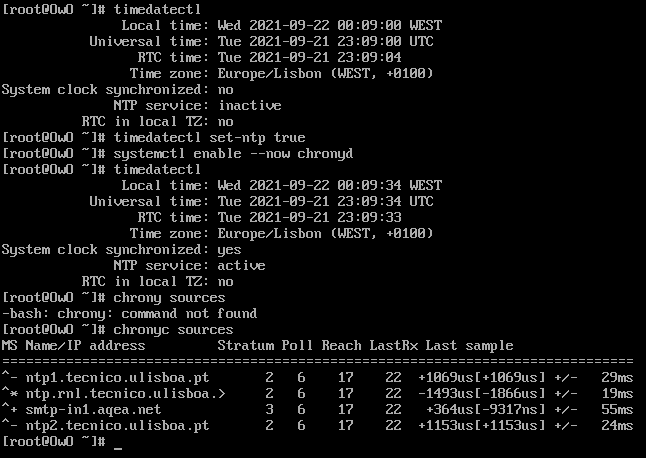 [root@OwO ~]# timedatectl
Local time: Wed 2021-09-22 00:09:00 WEST
Universal time: Tue 2021-09-21 23:09:00 UTC
RTC time: Tue 2021-09-21 23:09:04
Time zone: Europe/Lisbon (WEST, +0100)
System clock synchronized: no
NTP service: inactive
RTC in local TZ: no
[root@OwO ~]# timedatectl set-ntp true
[root@OwO ~]# systemctl enable --now chronyd
[root@OwO ~]# timedatectl
Local time: Wed 2021-09-22 00:09:34 WEST
Universal time: Tue 2021-09-21 23:09:34 UTC
RTC time: Tue 2021-09-21 23:09:33
Time zone: Europe/Lisbon (WEST, +0100)
System clock synchronized: yes
NTP service: active
RTC in local TZ: no
[root@OwO ~]# chrony sources
-bash: chrony: command not found
[root@OwO ~]# chronyc sources
MS Name/IP address         Stratum Poll Reach LastRx Last sample
===============================================================================
^- ntp1.tecnico.ulisboa.pt       2   6    17    22  +1069us[+1069us] +/-   29ms
^* ntp.rnl.tecnico.ulisboa.>     2   6    17    22  -1493us[-1866us] +/-   19ms
^+ smtp-in1.aqea.net             3   6    17    22   +364us[-9317ns] +/-   55ms
^- ntp2.tecnico.ulisboa.pt       2   6    17    22  +1153us[+1153us] +/-   24ms
[root@OwO ~]# _